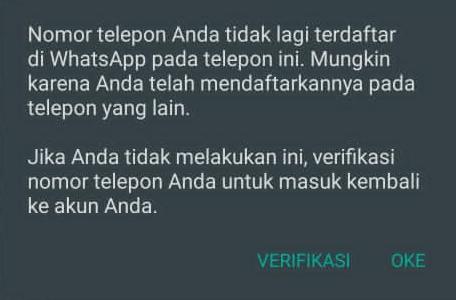 Nomor telepon Anda tidak lagi terdaftar
di WhatsApp pada telepon ini. Mungkin
karena Anda telah mendaftarkannya pada
telepon yang lain.
Jika Anda tidak melakukan ini, verifikasi
nomor telepon Anda untuk masuk kembali
ke akun Anda.
VERIFIKASI OKE